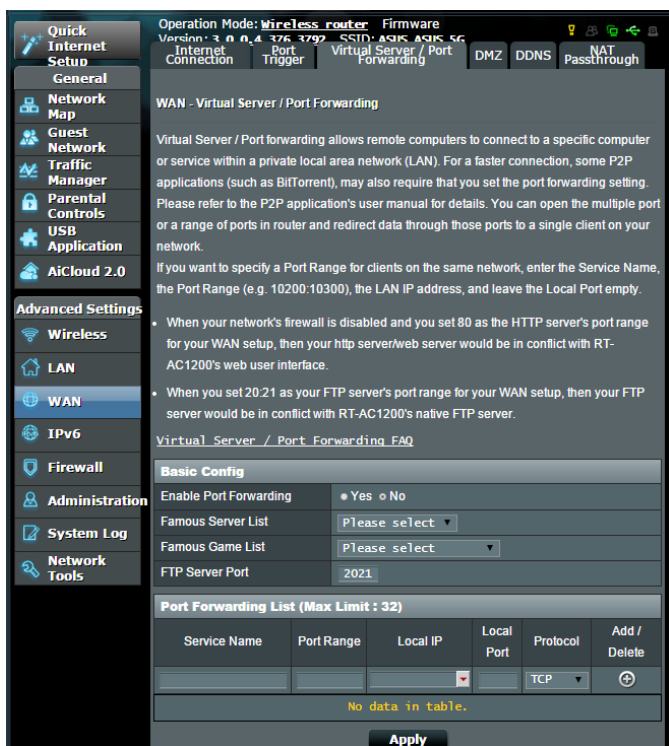 Quick
Internet
Setup
Operation Mode: Wireless router Firmware
Version: 3.0.0.4.376.3792 SSID: ASUS ASUS_5G
Internet Connection
Port Trigger
Virtual Server / Port Forwarding
DMZ
DDNS
NAT Passthrough
General
Network
Map
Guest
Network
Traffic
Manager
Parental
Controls
USB
Application
AiCloud 2.0
Advanced Settings
Wireless
LAN
WAN
IPv6
Firewall
Administration
System Log
Network
Tools
WAN - Virtual Server / Port Forwarding
Virtual Server / Port forwarding allows remote computers to connect to a specific computer
or service within a private local area network (LAN). For a faster connection, some P2P
applications (such as BitTorrent), may also require that you set the port forwarding setting.
Please refer to the P2P application's user manual for details. You can open the multiple port
or a range of ports in router and redirect data through those ports to a single client on your
network.
If you want to specify a Port Range for clients on the same network, enter the Service Name,
the Port Range (e.g. 10200:10300), the LAN IP address, and leave the Local Port empty.
• When your network's firewall is disabled and you set 80 as the HTTP server's port range
for your WAN setup, then your http server/web server would be in conflict with RT-
AC1200's web user interface.
• When you set 20:21 as your FTP server's port range for your WAN setup, then your FTP
server would be in conflict with RT-AC1200's native FTP server.
Virtual Server / Port Forwarding FAQ
Basic Config
Enable Port Forwarding Yes No
Famous Server List Please select
Famous Game List Please select
FTP Server Port 2021
Port Forwarding List (Max Limit : 32)
Service Name Port Range Local IP Local Port Protocol Add / Delete
TCP
No data in table.
Apply